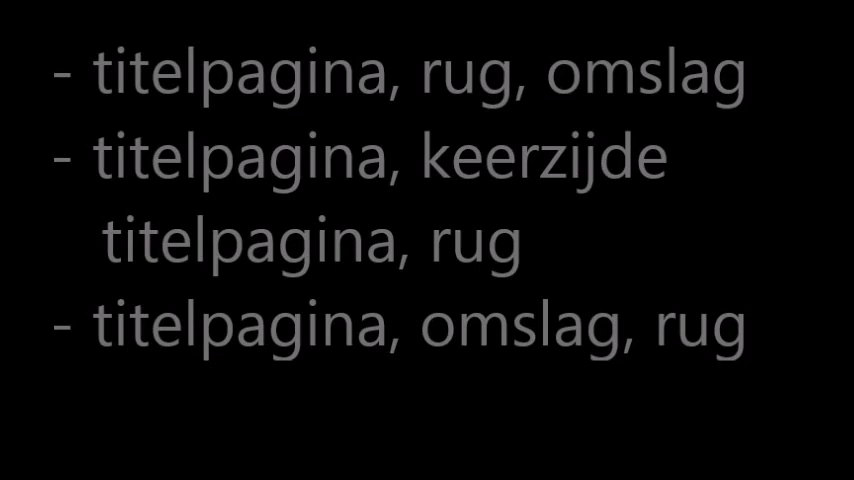 - titelpagina, rug, omslag
- titelpagina, keerzijde
titelpagina, rug
- titelpagina, omslag, rug